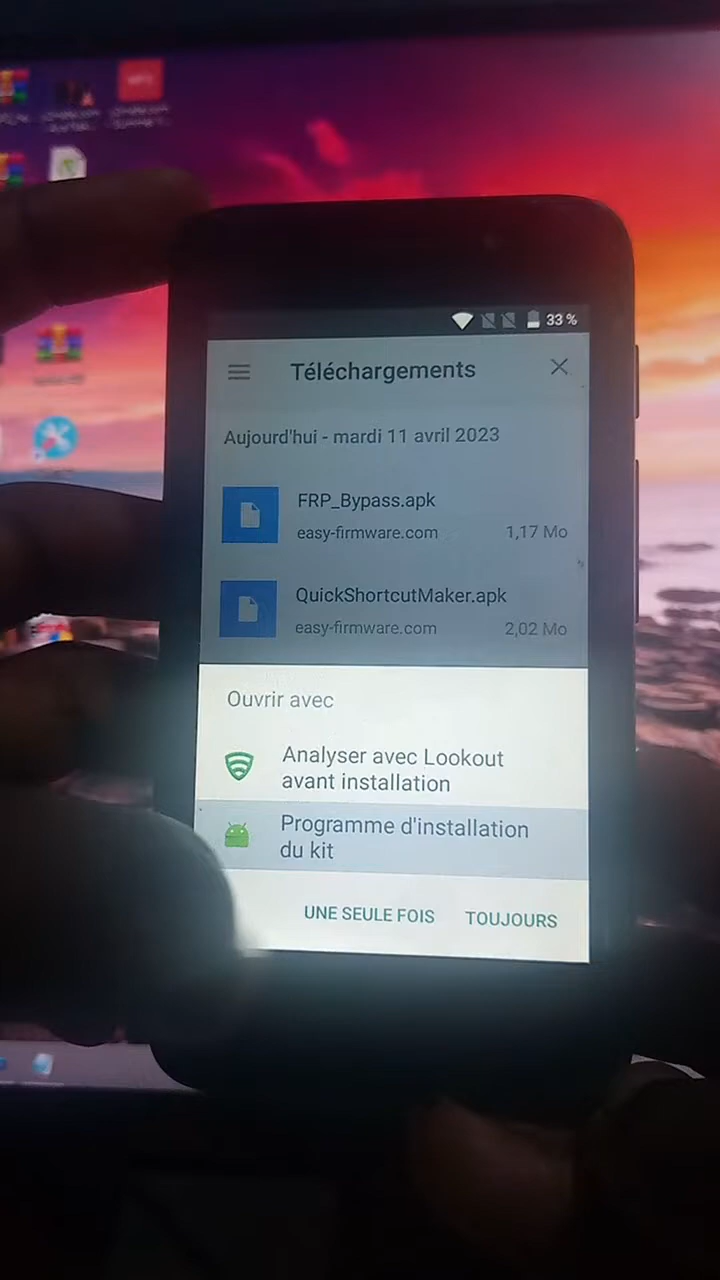 33 %
Téléchargements
Aujourd'hui - mardi 11 avril 2023
FRP_Bypass.apk
easy-firmware.com 1,17 Mo
QuickShortcutMaker.apk
easy-firmware.com 2,02 Mo
Ouvrir avec
Analyser avec Lookout
avant installation
Programme d'installation
du kit
UNE SEULE FOIS TOUJOURS